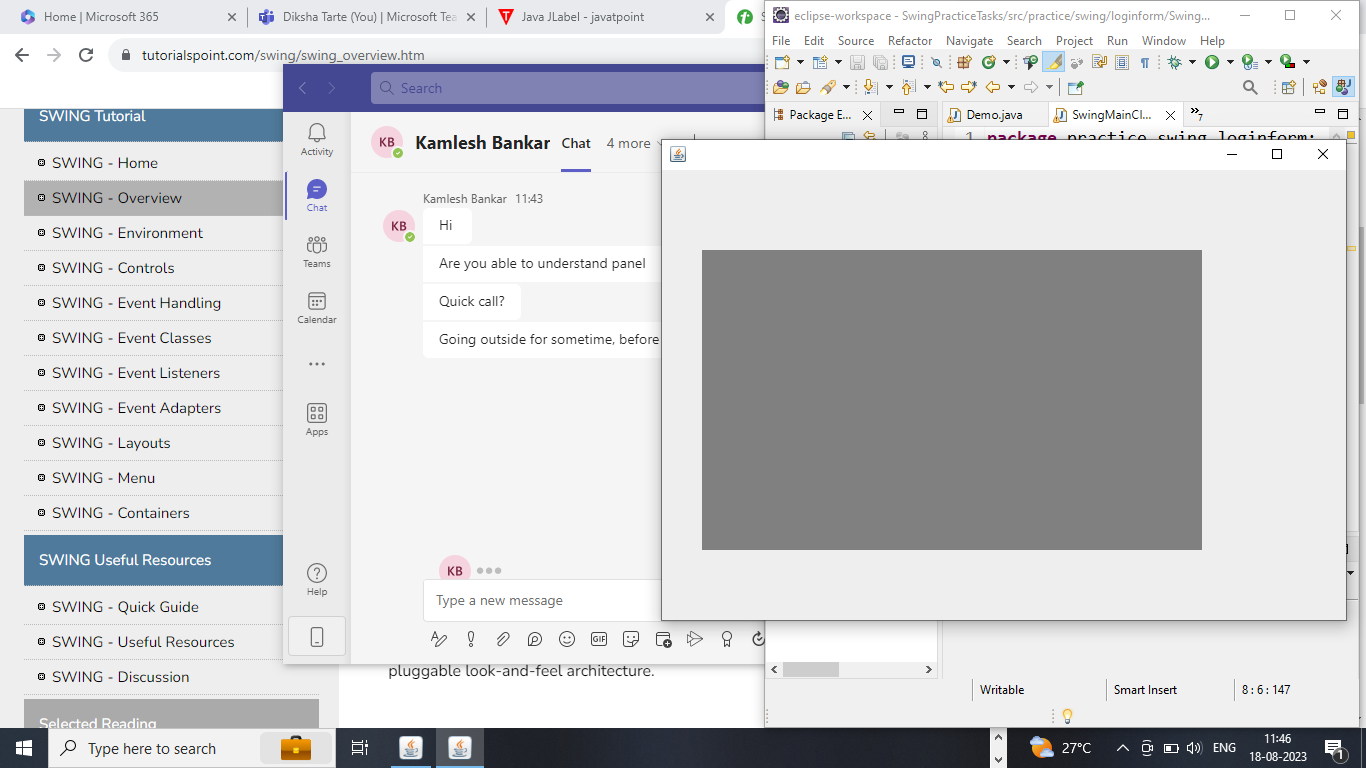 Home | Microsoft 365
Diksha Tarte (You) | Microsoft Tea
Java JLabel - javatpoint
S
tutorialspoint.com/swing/swing_overview.htm
SWING Tutorial
SWING - Home
SWING - Overview
SWING - Environment
SWING - Controls
SWING - Event Handling
SWING - Event Classes
SWING - Event Listeners
SWING - Event Adapters
SWING - Layouts
SWING - Menu
SWING - Containers
SWING Useful Resources
SWING - Quick Guide
SWING - Useful Resources
SWING - Discussion
Selected Reading
pluggable look-and-feel architecture.
Search
Activity
Chat
Teams
Calendar
Apps
Help
KB
Kamlesh Bankar
Chat
4 more
Kamlesh Bankar 11:43
KB
Hi
Are you able to understand panel
Quick call?
Going outside for sometime, before
KB
Type a new message
GIF
eclipse-workspace - SwingPracticeTasks/src/practice/swing/loginform/Swing...
File Edit Source Refactor Navigate Search Project Run Window Help
Package E...
Demo.java
SwingMainCl...
7
1 package practice.swing.loginform;
Writable
Smart Insert
8 : 6 : 147
Type here to search
27°C
ENG
11:46
18-08-2023
1